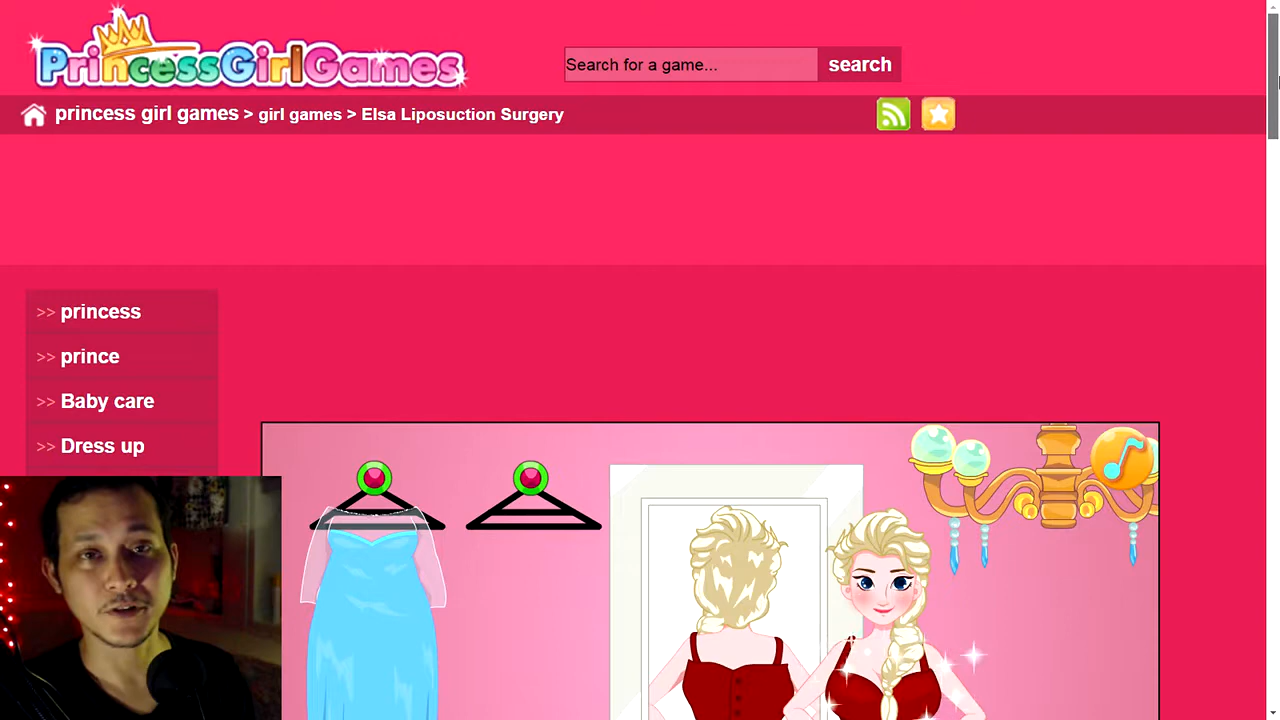 PrincessGirlGames
Search for a game...
search
princess girl games > girl games > Elsa Liposuction Surgery
>> princess
>> prince
>> Baby care
>> Dress up